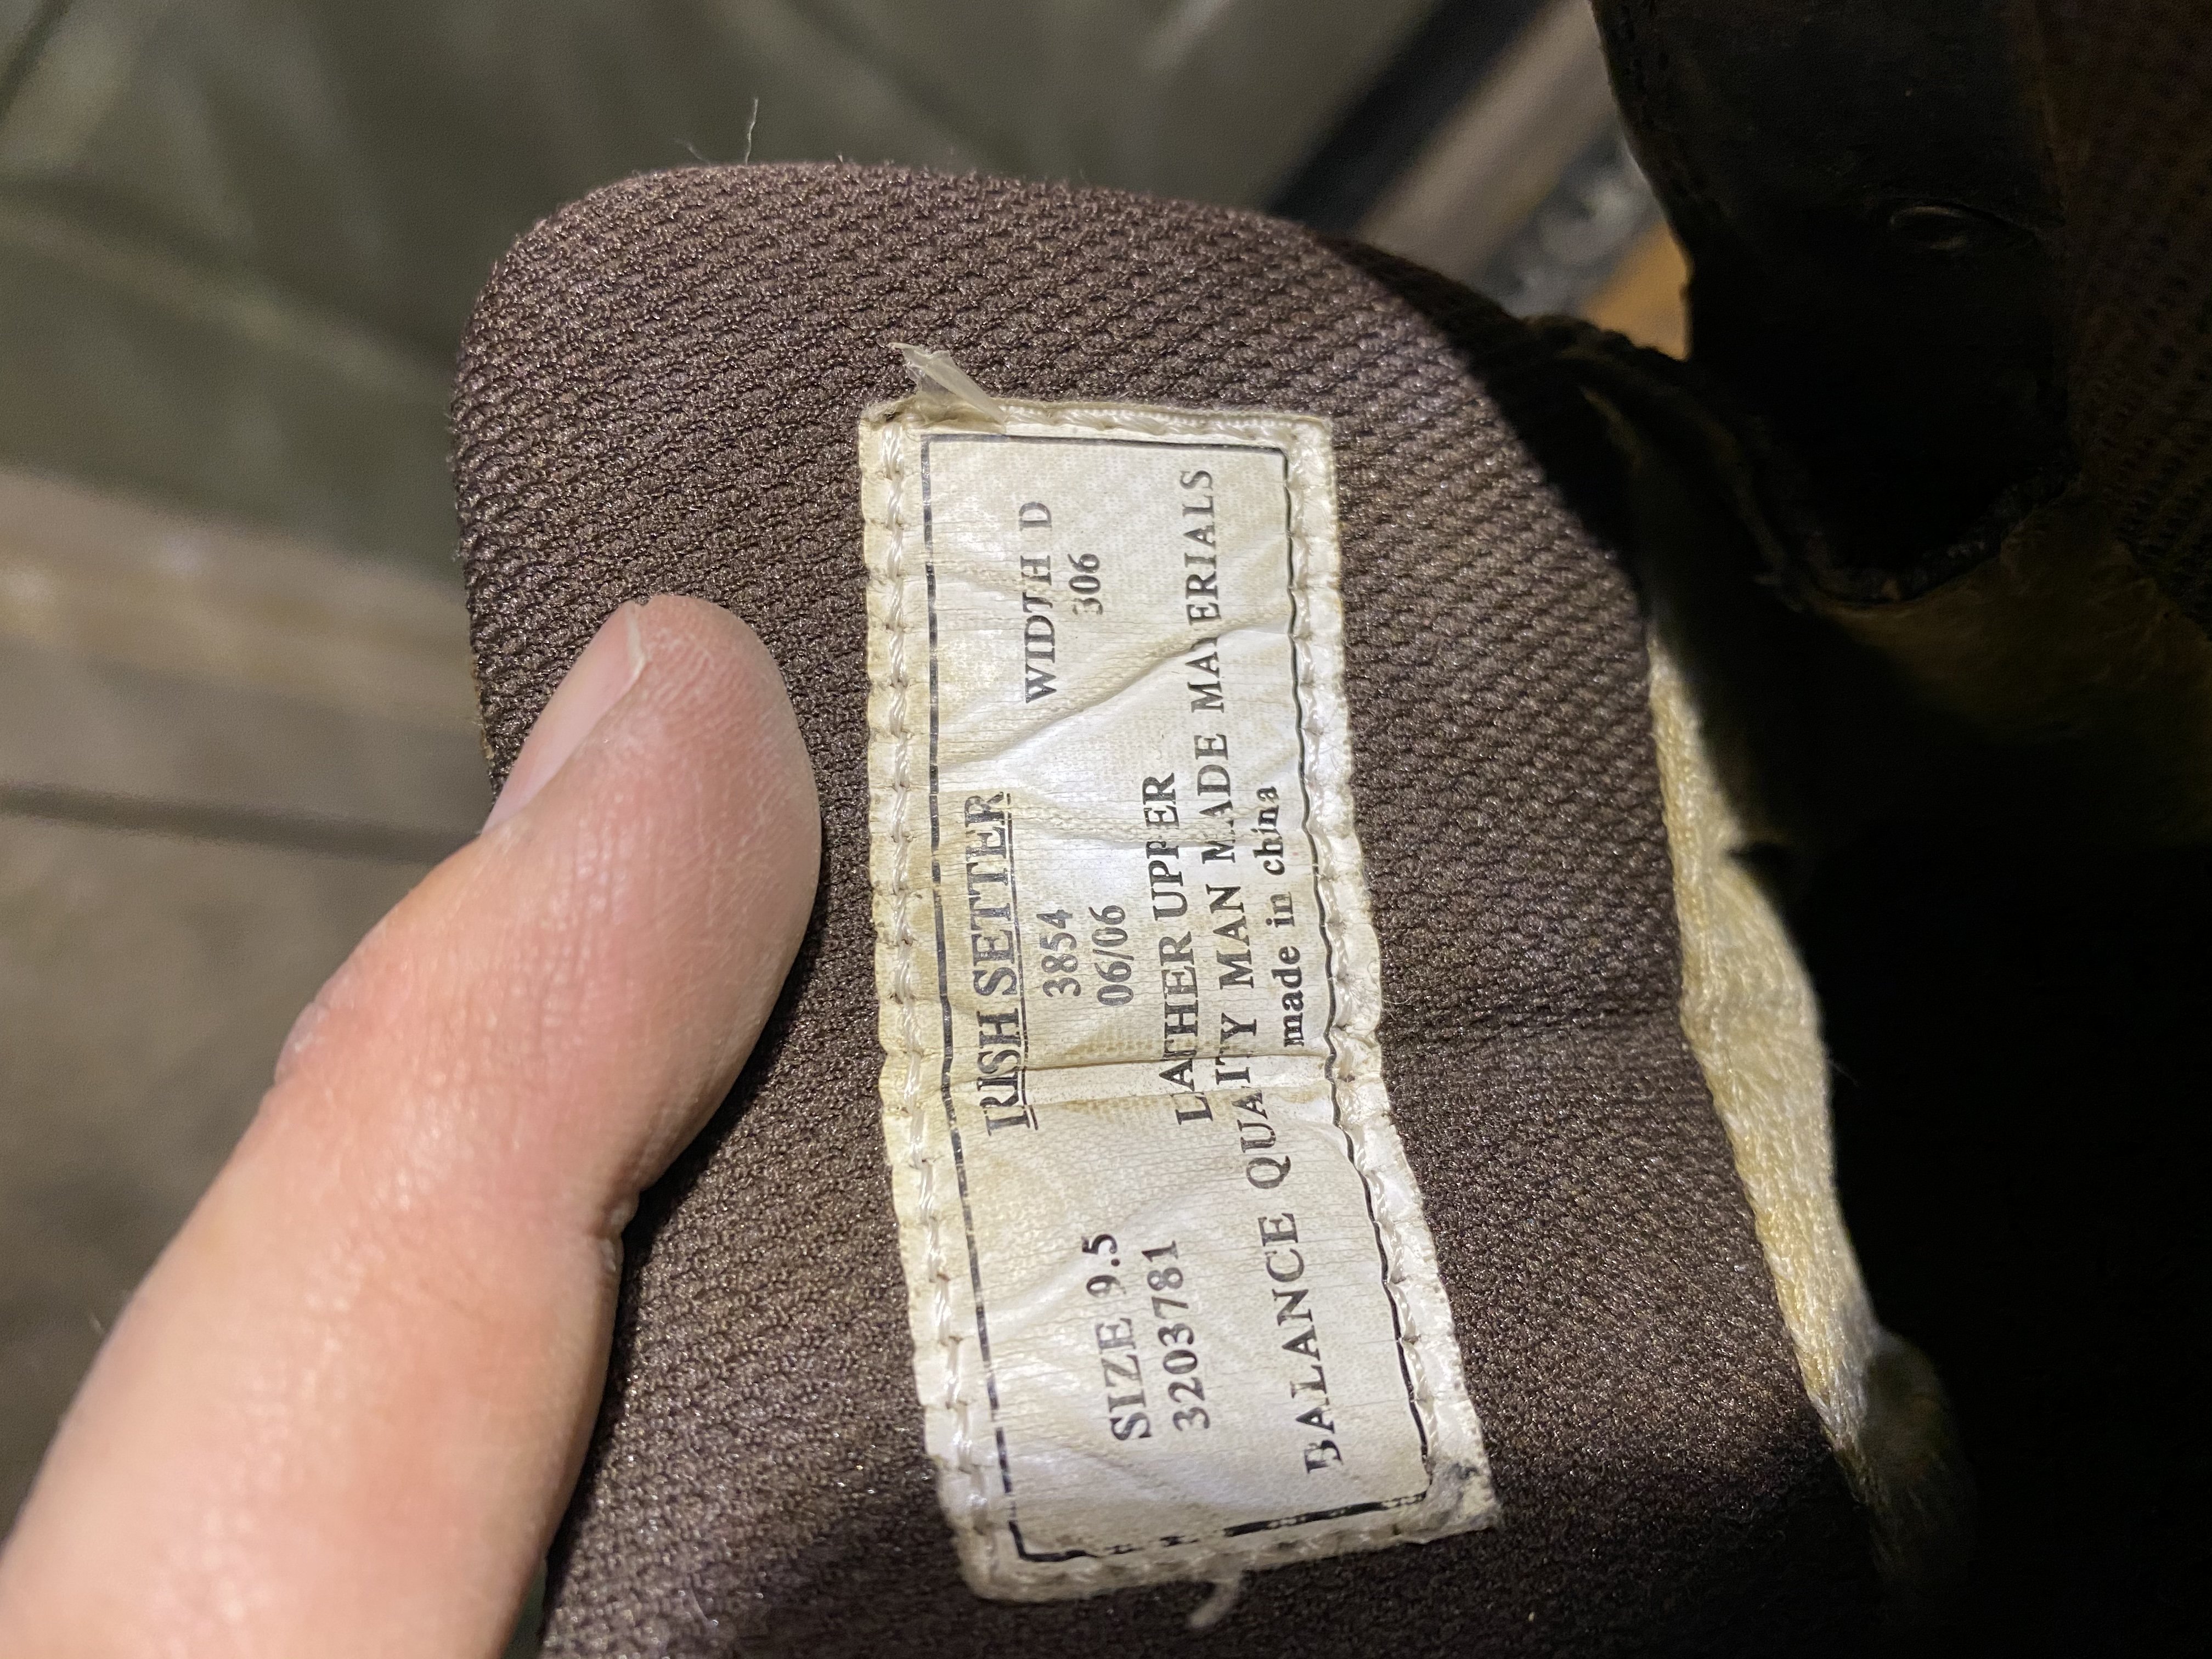 IRISH SETTER
SIZE 9.5 3854 WIDTH D
3203781 06/06 306
LEATHER UPPER
BALANCE QUALITY MAN MADE MATERIALS
made in china